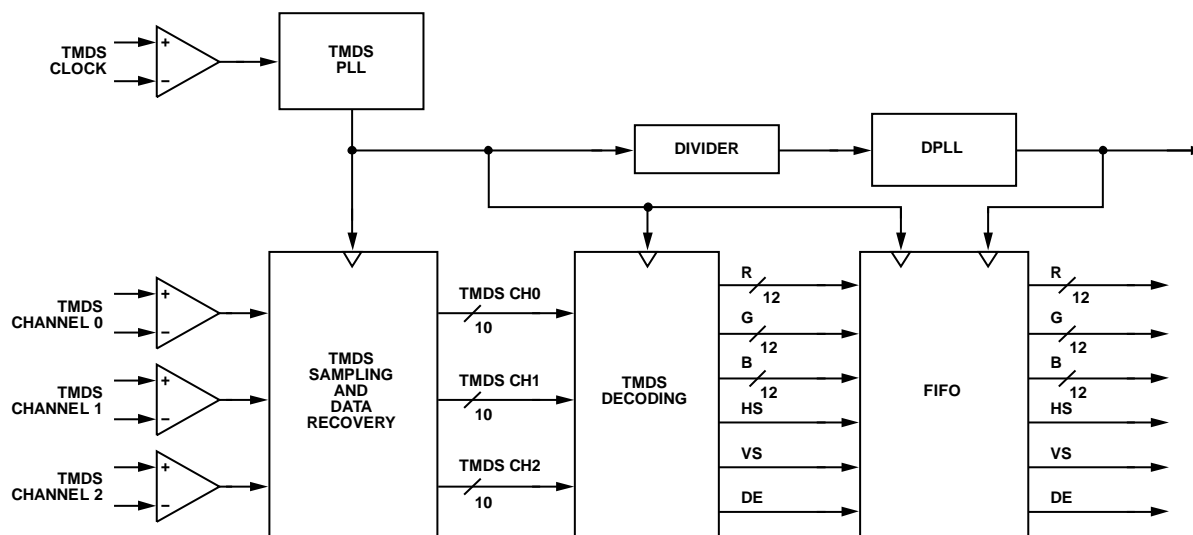 TMDS
CLOCK
+
−
TMDS
PLL
DIVIDER
DPLL
TMDS
CHANNEL 0
+
−
TMDS
CHANNEL 1
+
−
TMDS
CHANNEL 2
+
−
TMDS
SAMPLING
AND
DATA
RECOVERY
TMDS CH0
10
TMDS CH1
10
TMDS CH2
10
TMDS
DECODING
R
12
G
12
B
12
HS
VS
DE
FIFO
R
12
G
12
B
12
HS
VS
DE